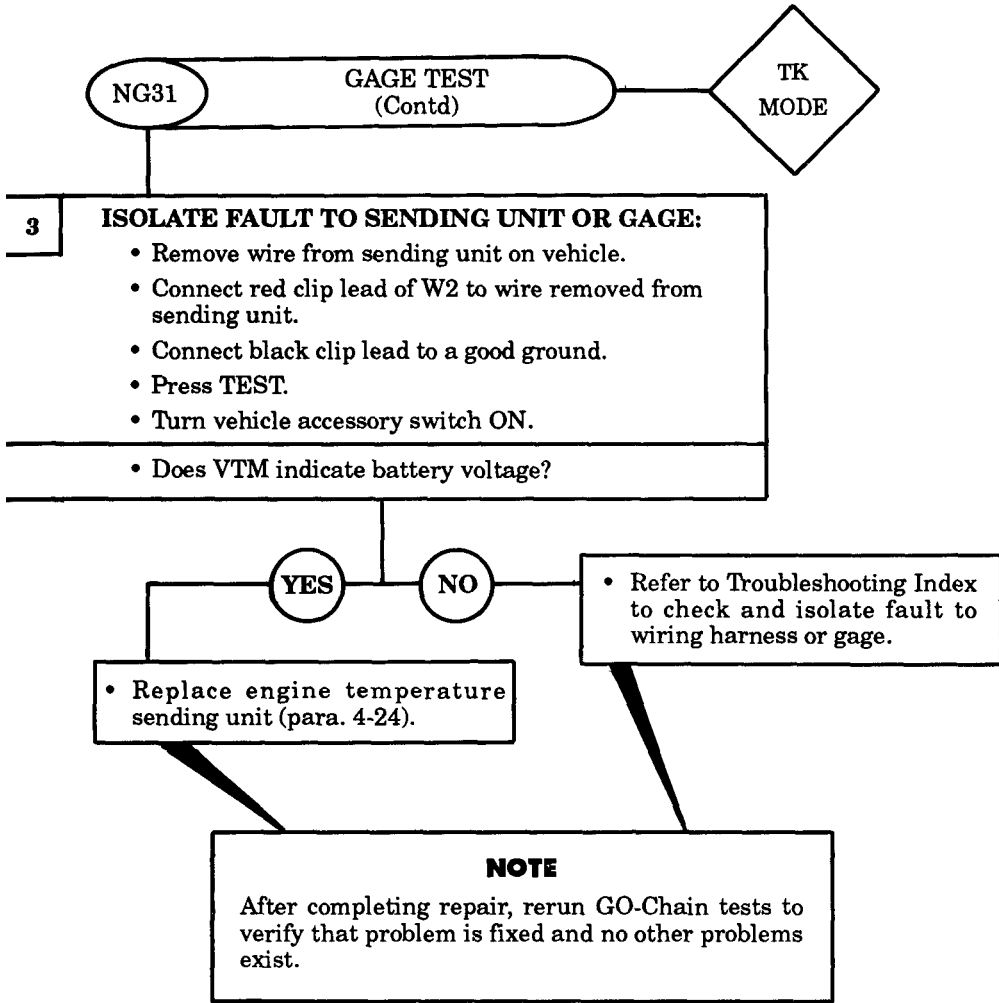 NG31
GAGE TEST
(Contd)
TK
MODE
3
ISOLATE FAULT TO SENDING UNIT OR GAGE:
• Remove wire from sending unit on vehicle.
• Connect red clip lead of W2 to wire removed from
sending unit.
• Connect black clip lead to a good ground.
• Press TEST.
• Turn vehicle accessory switch ON.
• Does VTM indicate battery voltage?
YES
NO
• Refer to Troubleshooting Index
to check and isolate fault to
wiring harness or gage.
• Replace engine temperature
sending unit (para. 4-24).
NOTE
After completing repair, rerun GO-Chain tests to
verify that problem is fixed and no other problems
exist.